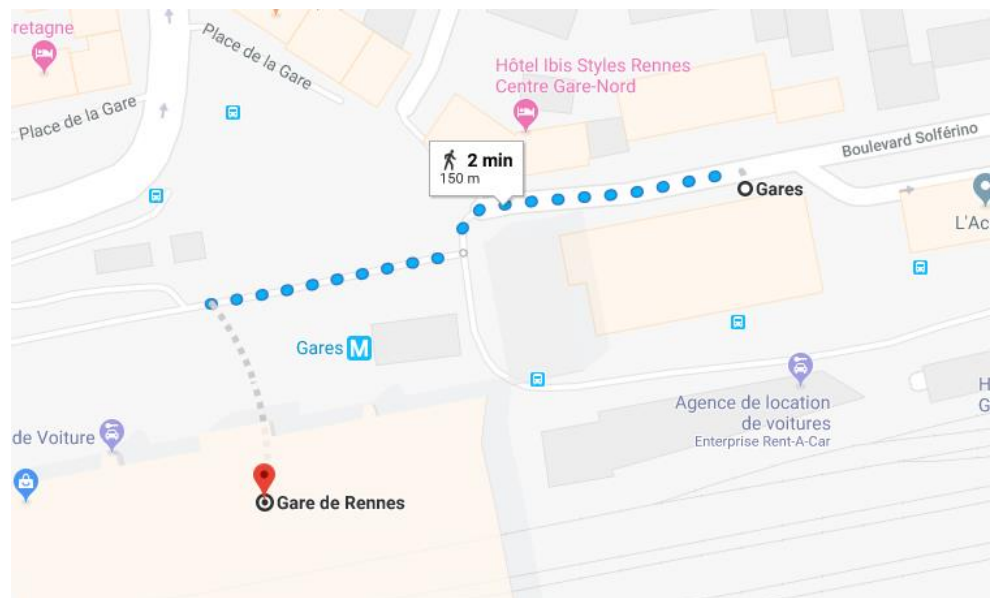 retagne
Place de la Gare
Place de la Gare
Hôtel Ibis Styles Rennes
Centre Gare-Nord
2 min
150 m
Boulevard Solférino
Gares
L'Ac
Gares M
Agence de location
de voitures
Enterprise Rent-A-Car
H
G
de Voiture
Gare de Rennes